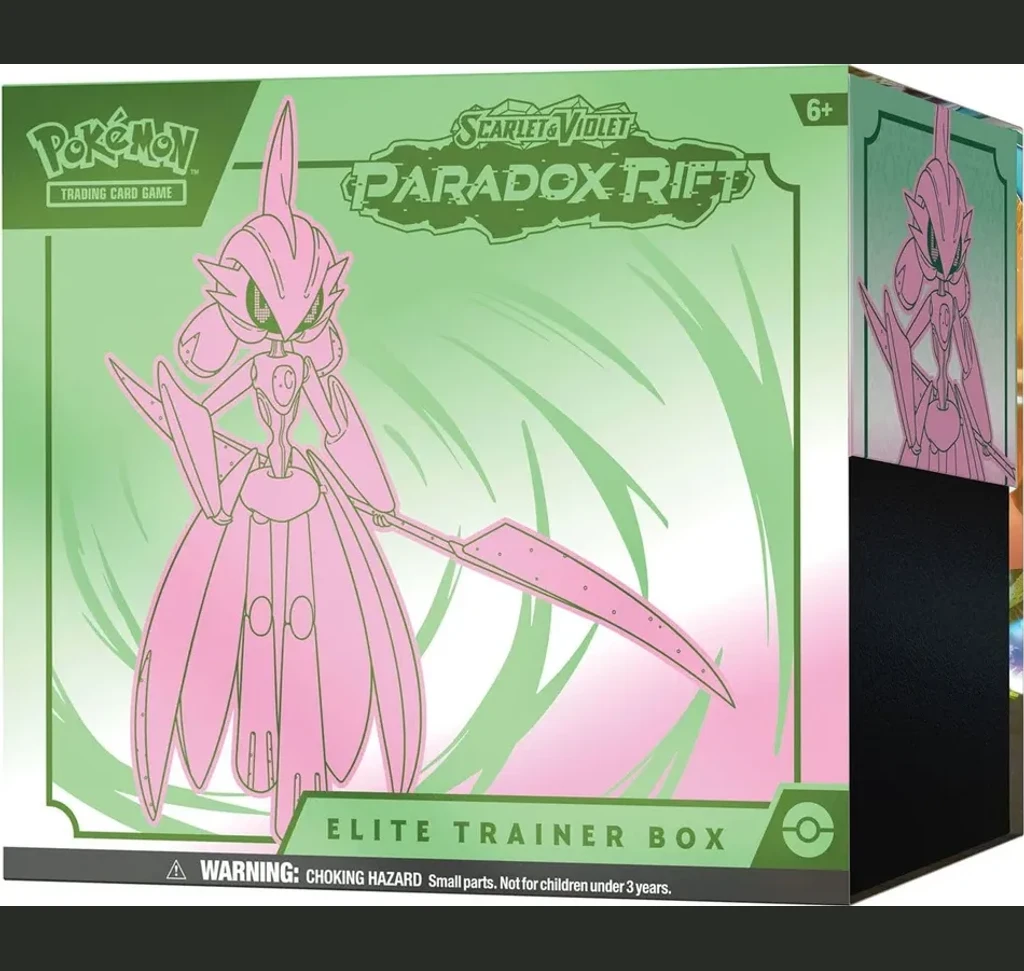 POKéMON™
TRADING CARD GAME
SCARLET & VIOLET
PARADOX RIFT
6+
ELITE TRAINER BOX
WARNING: CHOKING HAZARD Small parts. Not for children under 3 years.